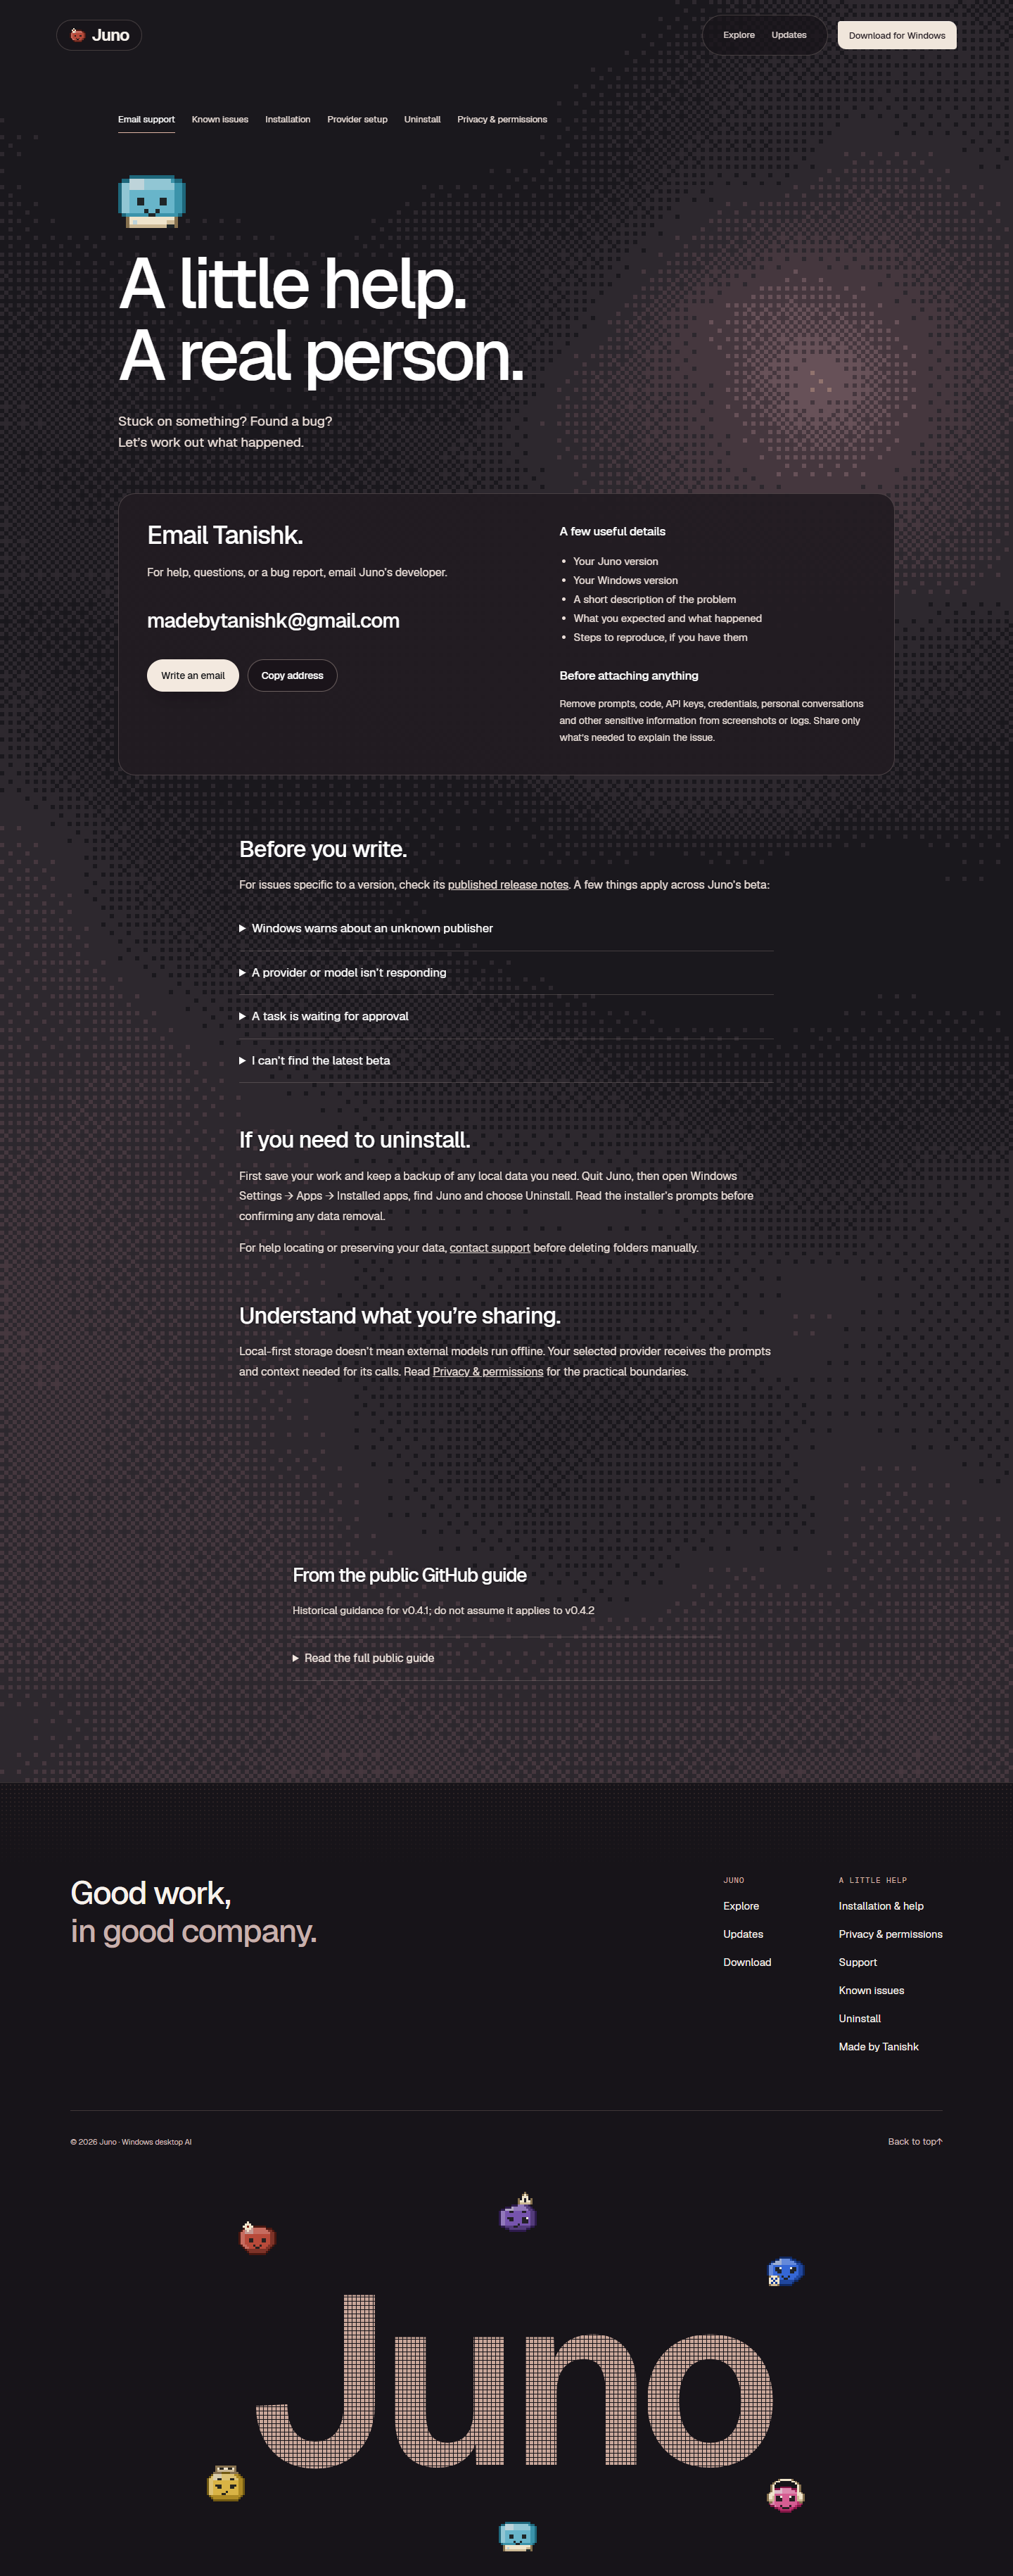 Juno
Explore
Updates
Download for Windows
Email support
Known issues
Installation
Provider setup
Uninstall
Privacy & permissions
A little help.
A real person.
Stuck on something? Found a bug?
Let's work out what happened.
Email Tanishk.
For help, questions, or a bug report, email Juno's developer.
madebytanishk@gmail.com
Write an email
Copy address
A few useful details
• Your Juno version
• Your Windows version
• A short description of the problem
• What you expected and what happened
• Steps to reproduce, if you have them
Before attaching anything
Remove prompts, code, API keys, credentials, personal conversations
and other sensitive information from screenshots or logs. Share only
what's needed to explain the issue.
Before you write.
For issues specific to a version, check its published release notes. A few things apply across Juno's beta:
Windows warns about an unknown publisher
A provider or model isn't responding
A task is waiting for approval
I can't find the latest beta
If you need to uninstall.
First save your work and keep a backup of any local data you need. Quit Juno, then open Windows
Settings → Apps → Installed apps, find Juno and choose Uninstall. Read the installer's prompts before
confirming any data removal.
For help locating or preserving your data, contact support before deleting folders manually.
Understand what you're sharing.
Local-first storage doesn't mean external models run offline. Your selected provider receives the prompts
and context needed for its calls. Read Privacy & permissions for the practical boundaries.
From the public GitHub guide
Historical guidance for v0.4.1; do not assume it applies to v0.4.2
Read the full public guide
Good work,
in good company.
JUNO
Explore
Updates
Download
A LITTLE HELP
Installation & help
Privacy & permissions
Support
Known issues
Uninstall
Made by Tanishk
© 2026 Juno · Windows desktop AI
Back to top↑
Juno